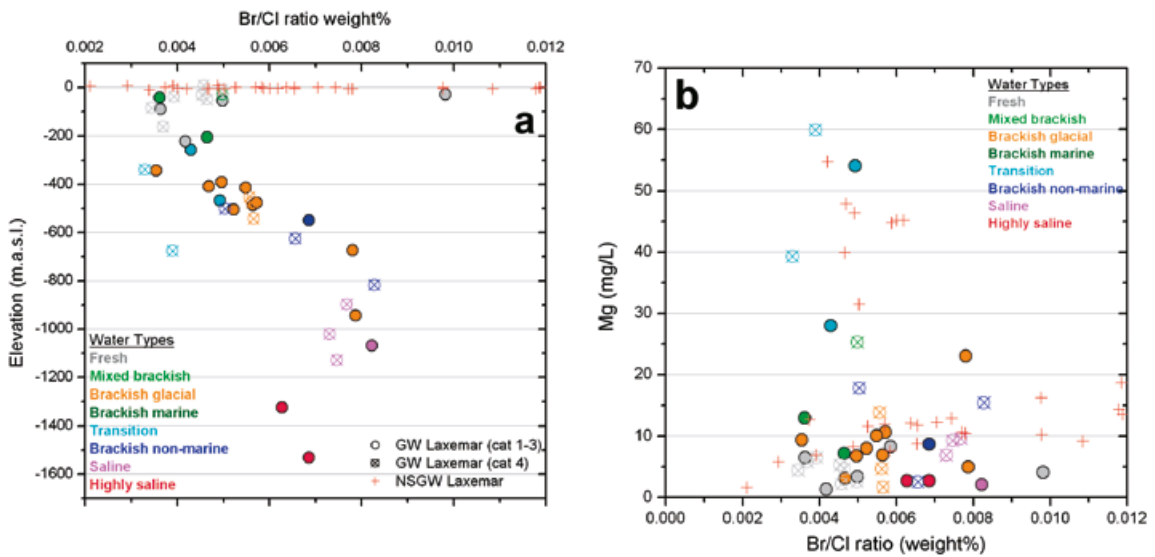 Br/Cl ratio weight%
0.002 0.004 0.006 0.008 0.010 0.012
a
Elevation (m.a.s.l.)
0
-200
-400
-600
-800
-1000
-1200
-1400
-1600
Water Types
Fresh
Mixed brackish
Brackish glacial
Brackish marine
Transition
Brackish non-marine
Saline
Highly saline
GW Laxemar (cat 1-3)
GW Laxemar (cat 4)
NSGW Laxemar
b
Mg (mg/L)
70
60
50
40
30
20
10
0
Water Types
Fresh
Mixed brackish
Brackish glacial
Brackish marine
Transition
Brackish non-marine
Saline
Highly saline
0.000 0.002 0.004 0.006 0.008 0.010 0.012
Br/Cl ratio (weight%)